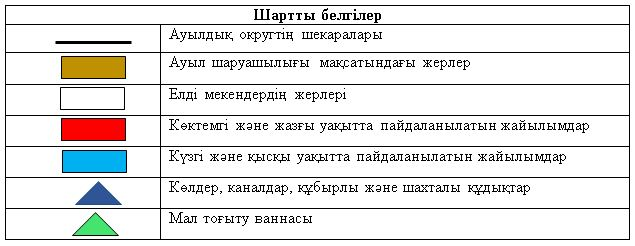 Шартты белгілер
Ауылдық округтің шекаралары
Ауыл шаруашылығы мақсатындағы жерлер
Елді мекендердің жерлері
Көктемгі және жазғы уақытта пайдаланылатын жайылымдар
Күзгі және қысқы уақытта пайдаланылатын жайылымдар
Көлдер, каналдар, құбырлы және шахталы құдықтар
Мал тоғыту ваннасы